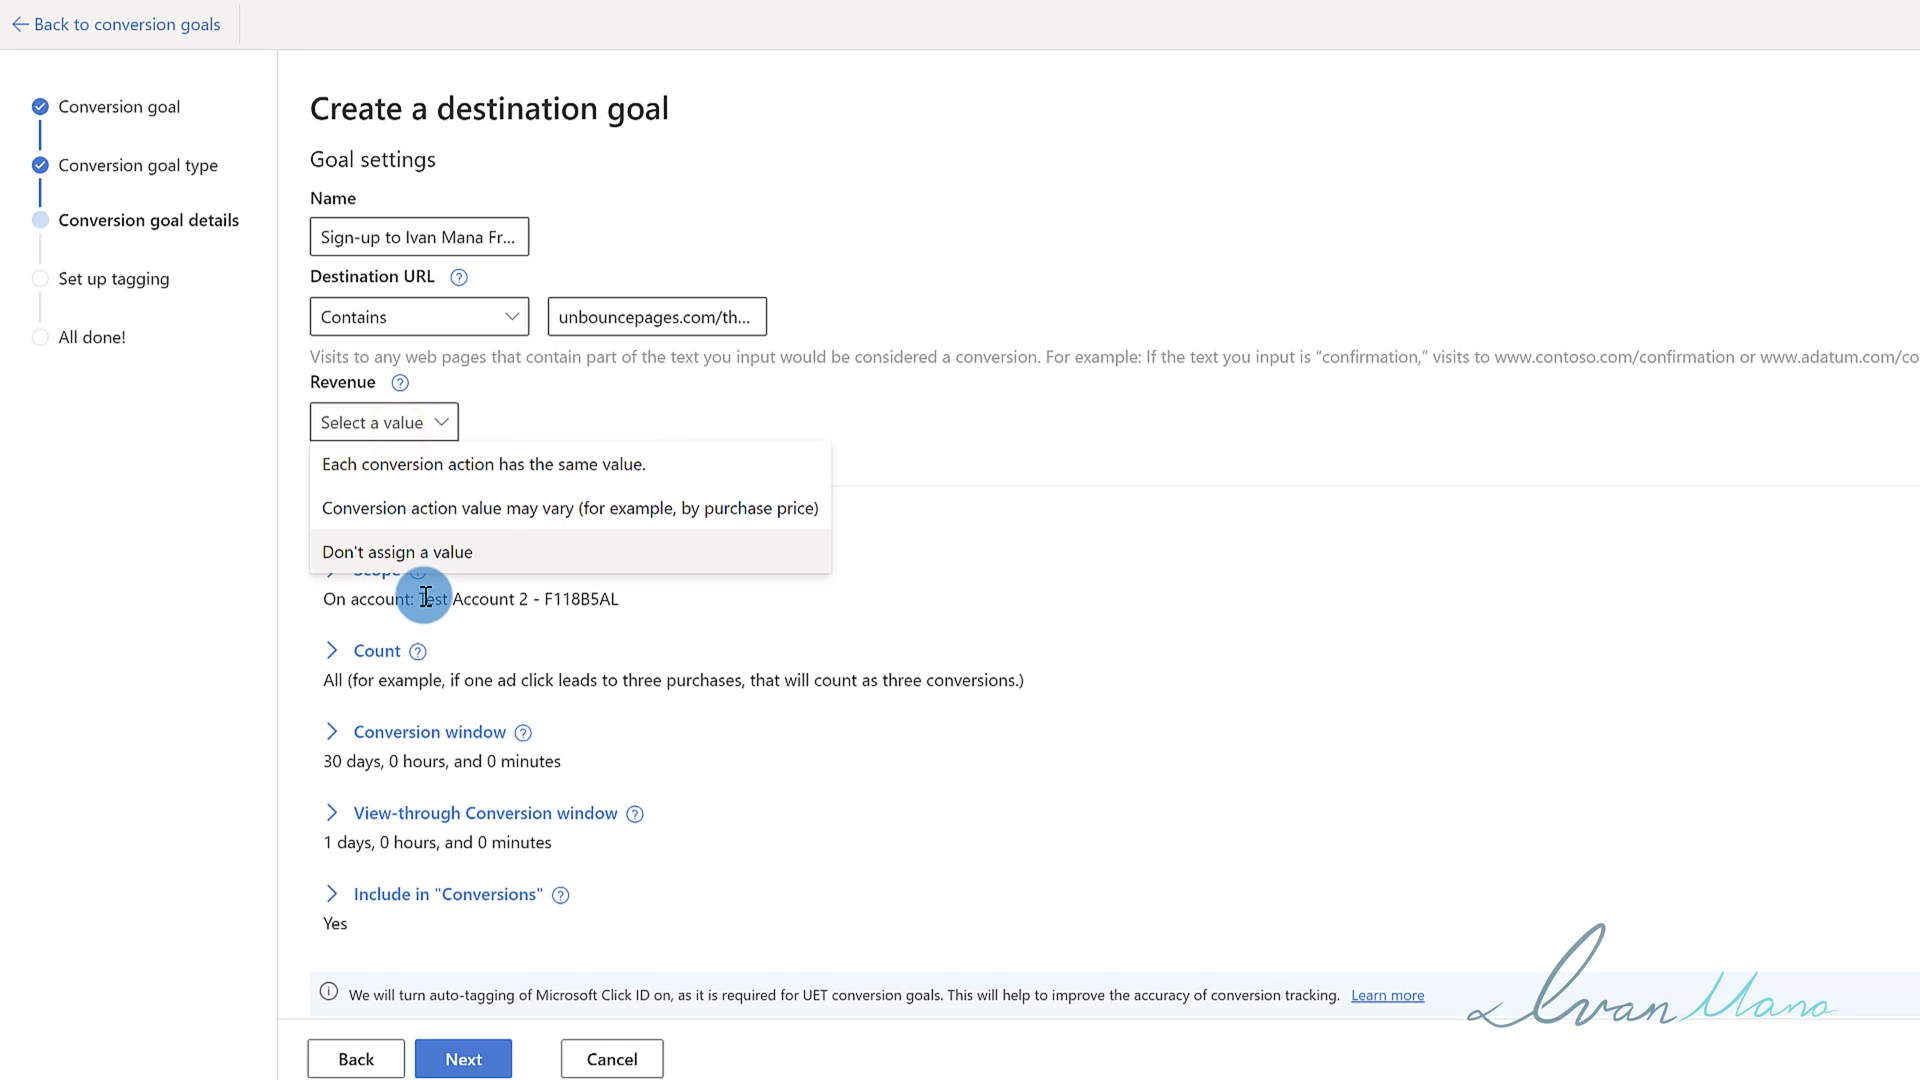 Back to conversion goals
Conversion goal
Conversion goal type
Conversion goal details
Set up tagging
All done!
Create a destination goal
Goal settings
Name
Sign-up to Ivan Mana Fr...
Destination URL
Contains
unbouncepages.com/th...
Visits to any web pages that contain part of the text you input would be considered a conversion. For example: If the text you input is “confirmation,” visits to www.contoso.com/confirmation or www.adatum.com/co
Revenue
Select a value
Each conversion action has the same value.
Conversion action value may vary (for example, by purchase price)
Don't assign a value
Scope
On account: Test Account 2 - F118B5AL
Count
All (for example, if one ad click leads to three purchases, that will count as three conversions.)
Conversion window
30 days, 0 hours, and 0 minutes
View-through Conversion window
1 days, 0 hours, and 0 minutes
Include in "Conversions"
Yes
We will turn auto-tagging of Microsoft Click ID on, as it is required for UET conversion goals. This will help to improve the accuracy of conversion tracking. Learn more
Ivan Mana
Back
Next
Cancel